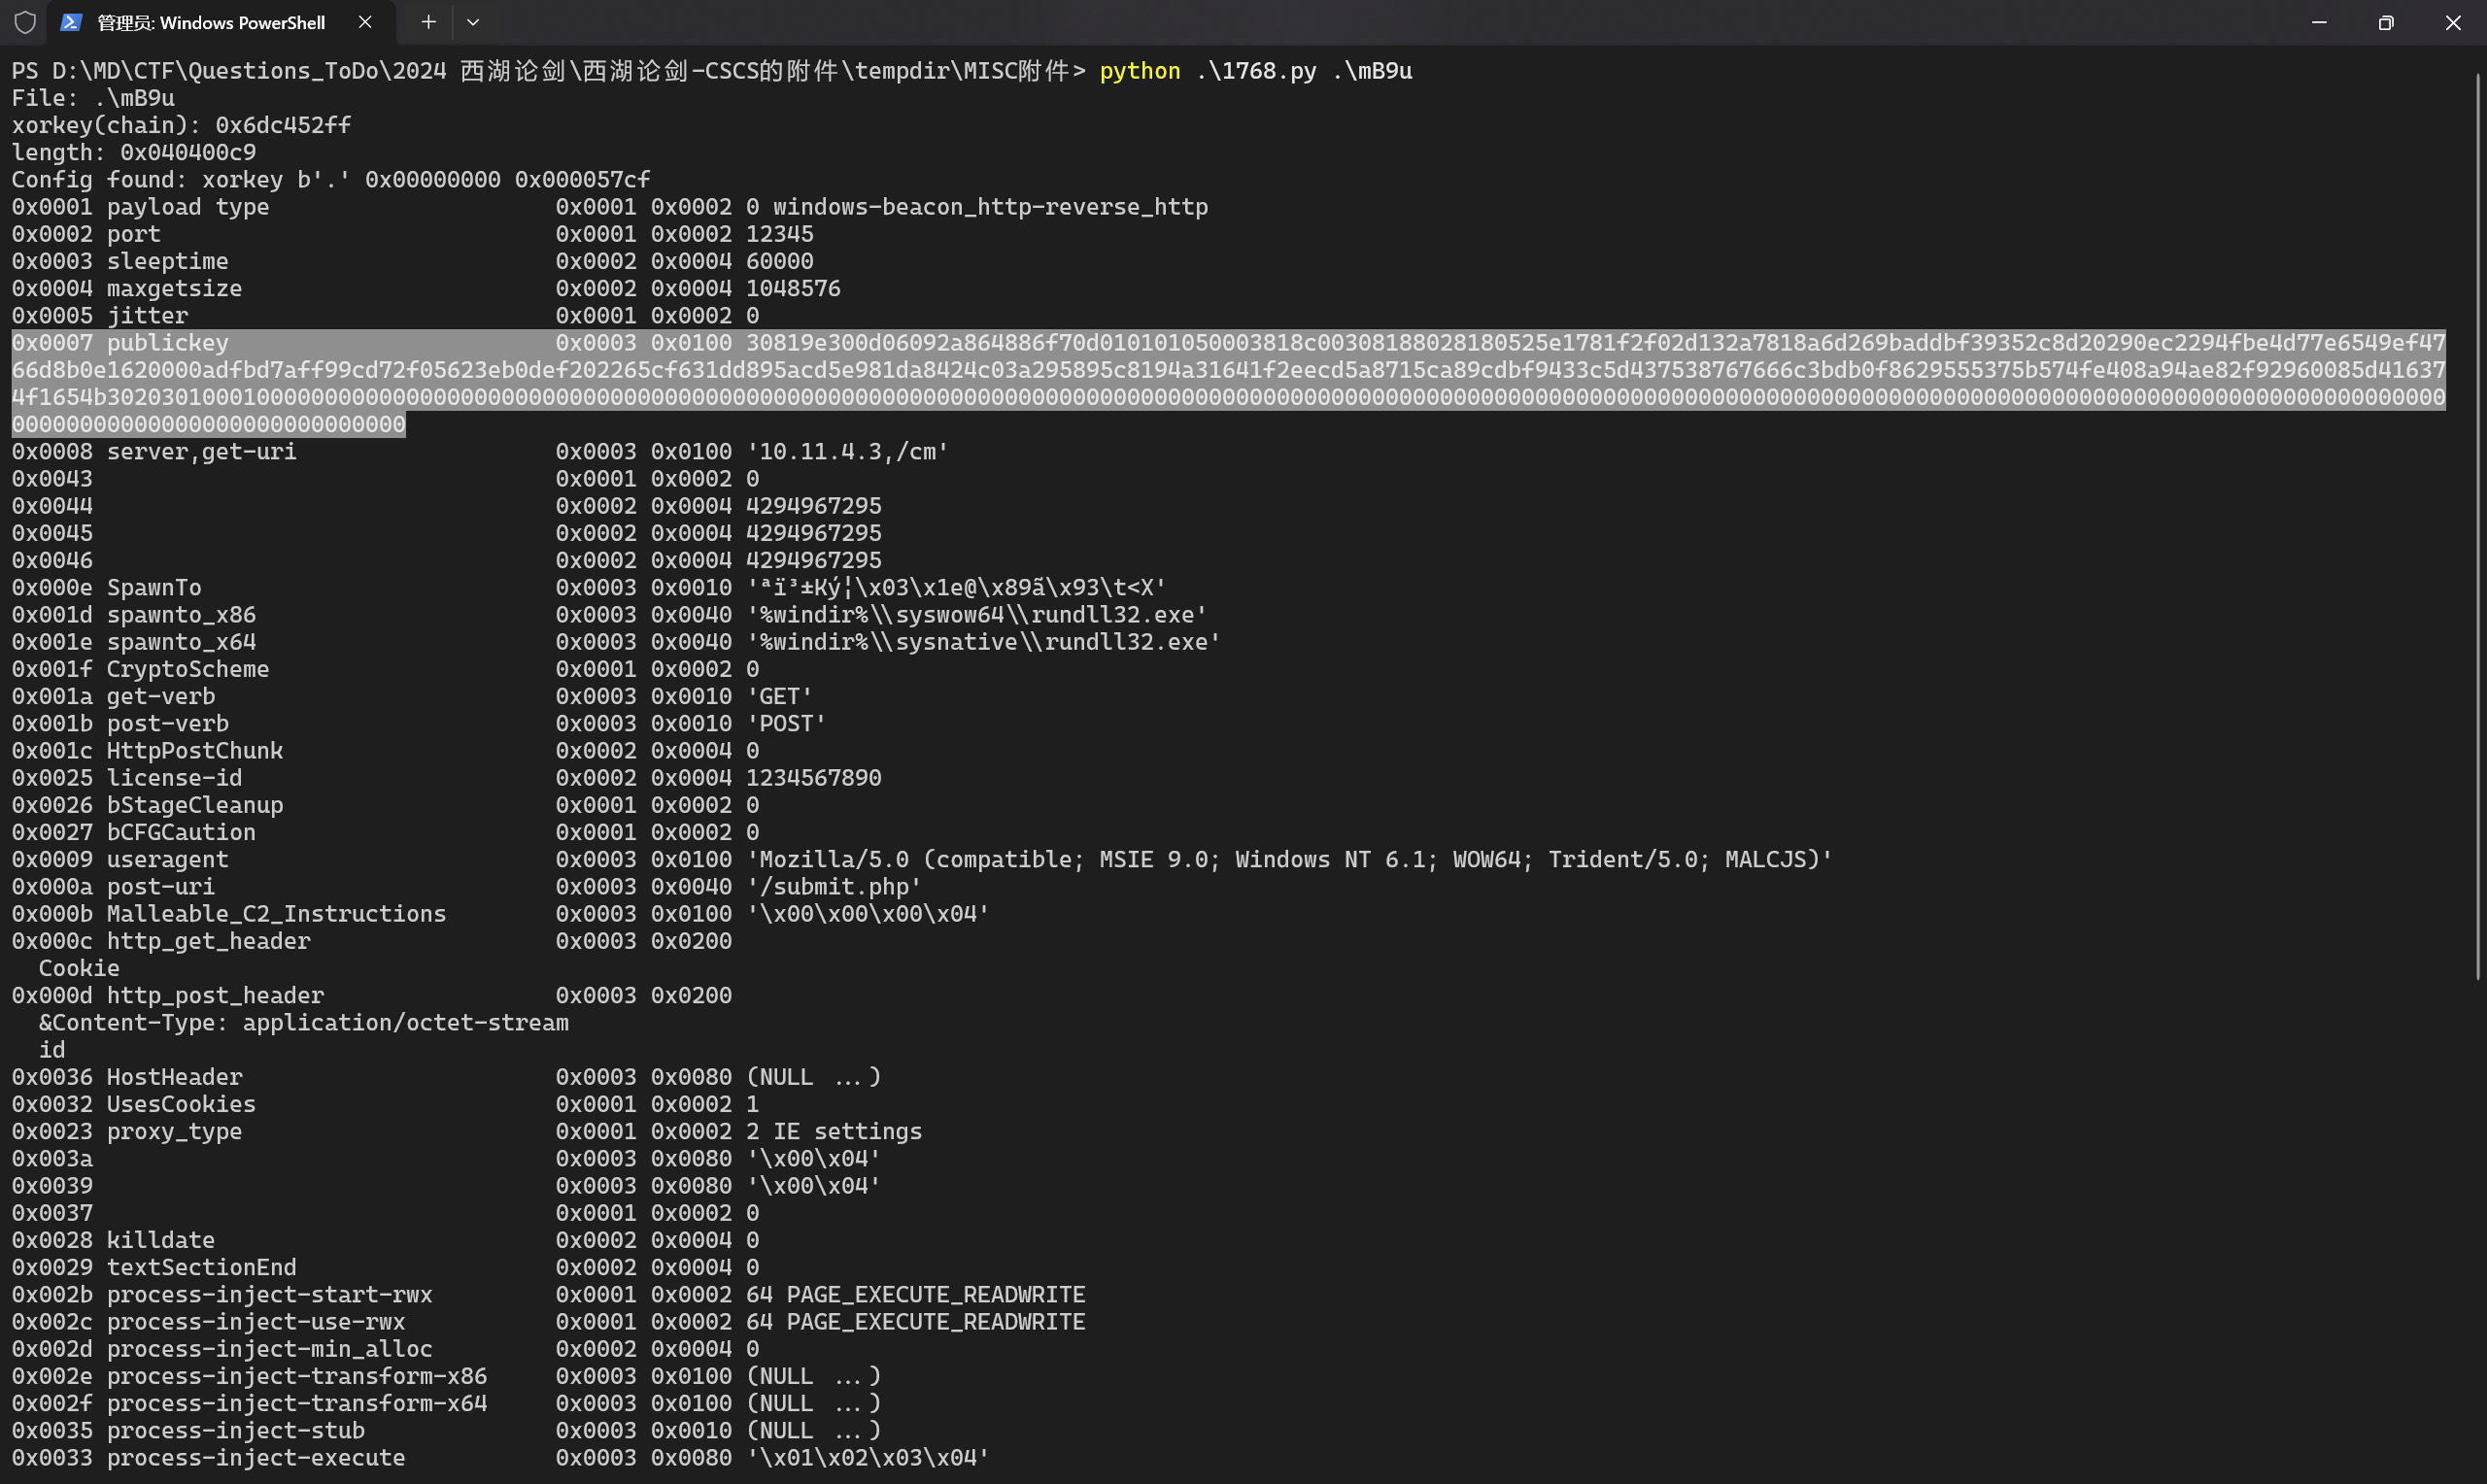 管理员: Windows PowerShell
PS D:\MD\CTF\Questions_ToDo\2024 西湖论剑\西湖论剑-CSCS的附件\tempdir\MISC附件> python .\1768.py .\mB9u
File: .\mB9u
xorkey(chain): 0x6dc452ff
length: 0x040400c9
Config found: xorkey b'.' 0x00000000 0x000057cf
0x0001 payload type                     0x0001 0x0002 0 windows-beacon_http-reverse_http
0x0002 port                             0x0001 0x0002 12345
0x0003 sleeptime                        0x0002 0x0004 60000
0x0004 maxgetsize                       0x0002 0x0004 1048576
0x0005 jitter                           0x0001 0x0002 0
0x0007 publickey                        0x0003 0x0100 30819e300d06092a864886f70d010101050003818c00308188028180525e1781f2f02d132a7818a6d269baddbf39352c8d20290ec2294fbe4d77e6549ef47
66d8b0e1620000adfbd7aff99cd72f05623eb0def202265cf631dd895acd5e981da8424c03a295895c8194a31641f2eecd5a8715ca89cdbf9433c5d437538767666c3bdb0f8629555375b574fe408a94ae82f92960085d416374
4f1654b302030100010000000000000000000000000000000000000000000000000000000000000000000000000000000000000000000000000000000000000000000000000000000000000000000000000000000000000000000
00000000000000000000000000000
0x0008 server,get-uri                   0x0003 0x0100 '10.11.4.3,/cm'
0x0043                                  0x0001 0x0002 0
0x0044                                  0x0002 0x0004 4294967295
0x0045                                  0x0002 0x0004 4294967295
0x0046                                  0x0002 0x0004 4294967295
0x000e SpawnTo                          0x0003 0x0010 'ªï³±Ký¦\x03\x1e@\x89ã\x93\t<X'
0x001d spawnto_x86                      0x0003 0x0040 '%windir%\\syswow64\\rundll32.exe'
0x001e spawnto_x64                      0x0003 0x0040 '%windir%\\sysnative\\rundll32.exe'
0x001f CryptoScheme                     0x0001 0x0002 0
0x001a get-verb                         0x0003 0x0010 'GET'
0x001b post-verb                        0x0003 0x0010 'POST'
0x001c HttpPostChunk                    0x0002 0x0004 0
0x0025 license-id                       0x0002 0x0004 1234567890
0x0026 bStageCleanup                    0x0001 0x0002 0
0x0027 bCFGCaution                      0x0001 0x0002 0
0x0009 useragent                        0x0003 0x0100 'Mozilla/5.0 (compatible; MSIE 9.0; Windows NT 6.1; WOW64; Trident/5.0; MALCJS)'
0x000a post-uri                         0x0003 0x0040 '/submit.php'
0x000b Malleable_C2_Instructions        0x0003 0x0100 '\x00\x00\x00\x04'
0x000c http_get_header                  0x0003 0x0200
  Cookie
0x000d http_post_header                 0x0003 0x0200
  &Content-Type: application/octet-stream
  id
0x0036 HostHeader                       0x0003 0x0080 (NULL ...)
0x0032 UsesCookies                      0x0001 0x0002 1
0x0023 proxy_type                       0x0001 0x0002 2 IE settings
0x003a                                  0x0003 0x0080 '\x00\x04'
0x0039                                  0x0003 0x0080 '\x00\x04'
0x0037                                  0x0001 0x0002 0
0x0028 killdate                         0x0002 0x0004 0
0x0029 textSectionEnd                   0x0002 0x0004 0
0x002b process-inject-start-rwx         0x0001 0x0002 64 PAGE_EXECUTE_READWRITE
0x002c process-inject-use-rwx           0x0001 0x0002 64 PAGE_EXECUTE_READWRITE
0x002d process-inject-min_alloc         0x0002 0x0004 0
0x002e process-inject-transform-x86     0x0003 0x0100 (NULL ...)
0x002f process-inject-transform-x64     0x0003 0x0100 (NULL ...)
0x0035 process-inject-stub              0x0003 0x0010 (NULL ...)
0x0033 process-inject-execute           0x0003 0x0080 '\x01\x02\x03\x04'